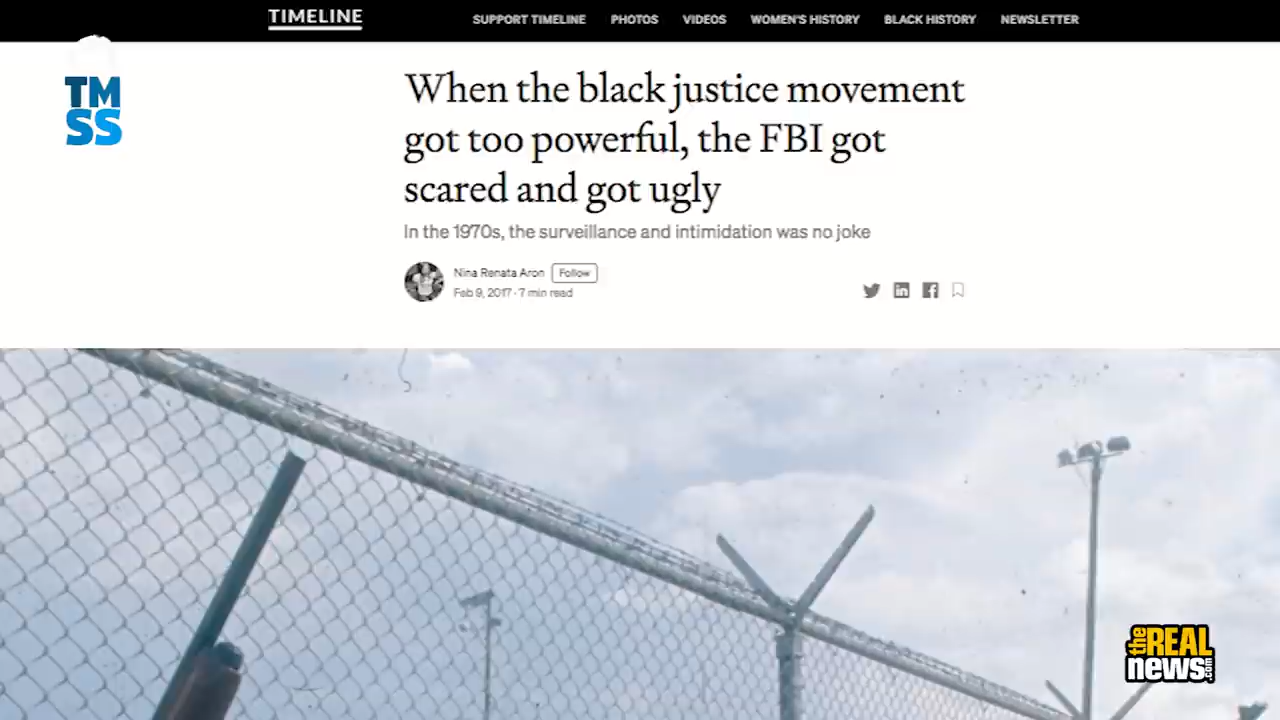 TIMELINE
SUPPORT TIMELINE PHOTOS VIDEOS WOMEN'S HISTORY BLACK HISTORY NEWSLETTER
TM
SS
When the black justice movement
got too powerful, the FBI got
scared and got ugly
In the 1970s, the surveillance and intimidation was no joke
Nina Renata Aron Follow
Feb 9, 2017 · 7 min read
the REAL
news.com